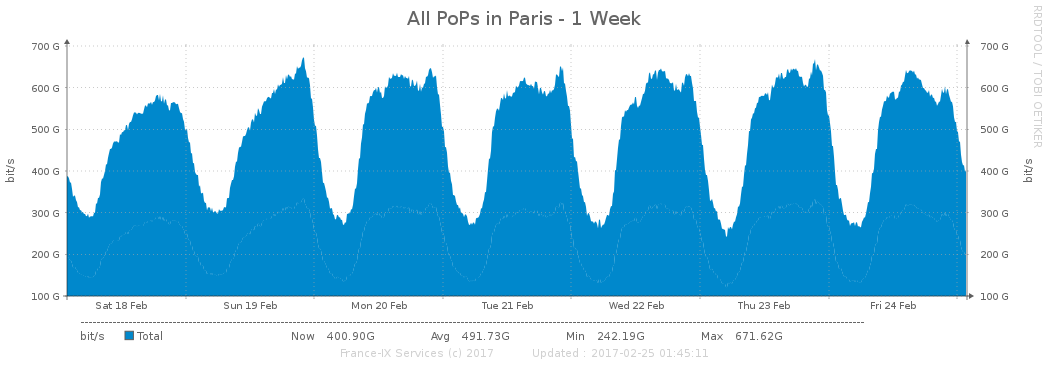 All PoPs in Paris - 1 Week
RRDTOOL / TOBI OETIKER
bit/s
700 G
600 G
500 G
400 G
300 G
200 G
100 G
700 G
600 G
500 G
400 G
300 G
200 G
100 G
bit/s
Sat 18 Feb Sun 19 Feb Mon 20 Feb Tue 21 Feb Wed 22 Feb Thu 23 Feb Fri 24 Feb
bit/s Total Now 400.90G Avg 491.73G Min 242.19G Max 671.62G
France-IX Services (c) 2017 Updated : 2017-02-25 01:45:11